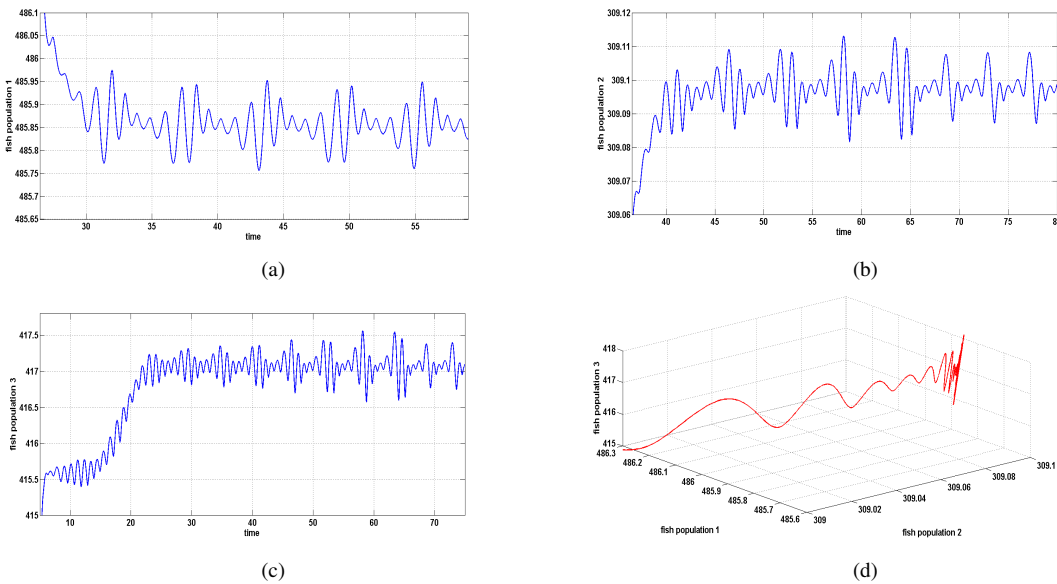 486.1
486.05
486
485.95
485.9
485.85
485.8
485.75
485.7
485.65
fish population 1
30 35 40 45 50 55
time
(a)
309.12
309.11
309.1
309.09
309.08
309.07
309.06
fish population 2
40 45 50 55 60 65 70 75 80
time
(b)
417.5
417
416.5
416
415.5
415
fish population 3
10 20 30 40 50 60 70
time
(c)
418
417
416
415
fish population 3
486.3 486.2 486.1 486 485.9 485.8 485.7 485.6
fish population 1
309 309.02 309.04 309.06 309.08 309.1
fish population 2
(d)